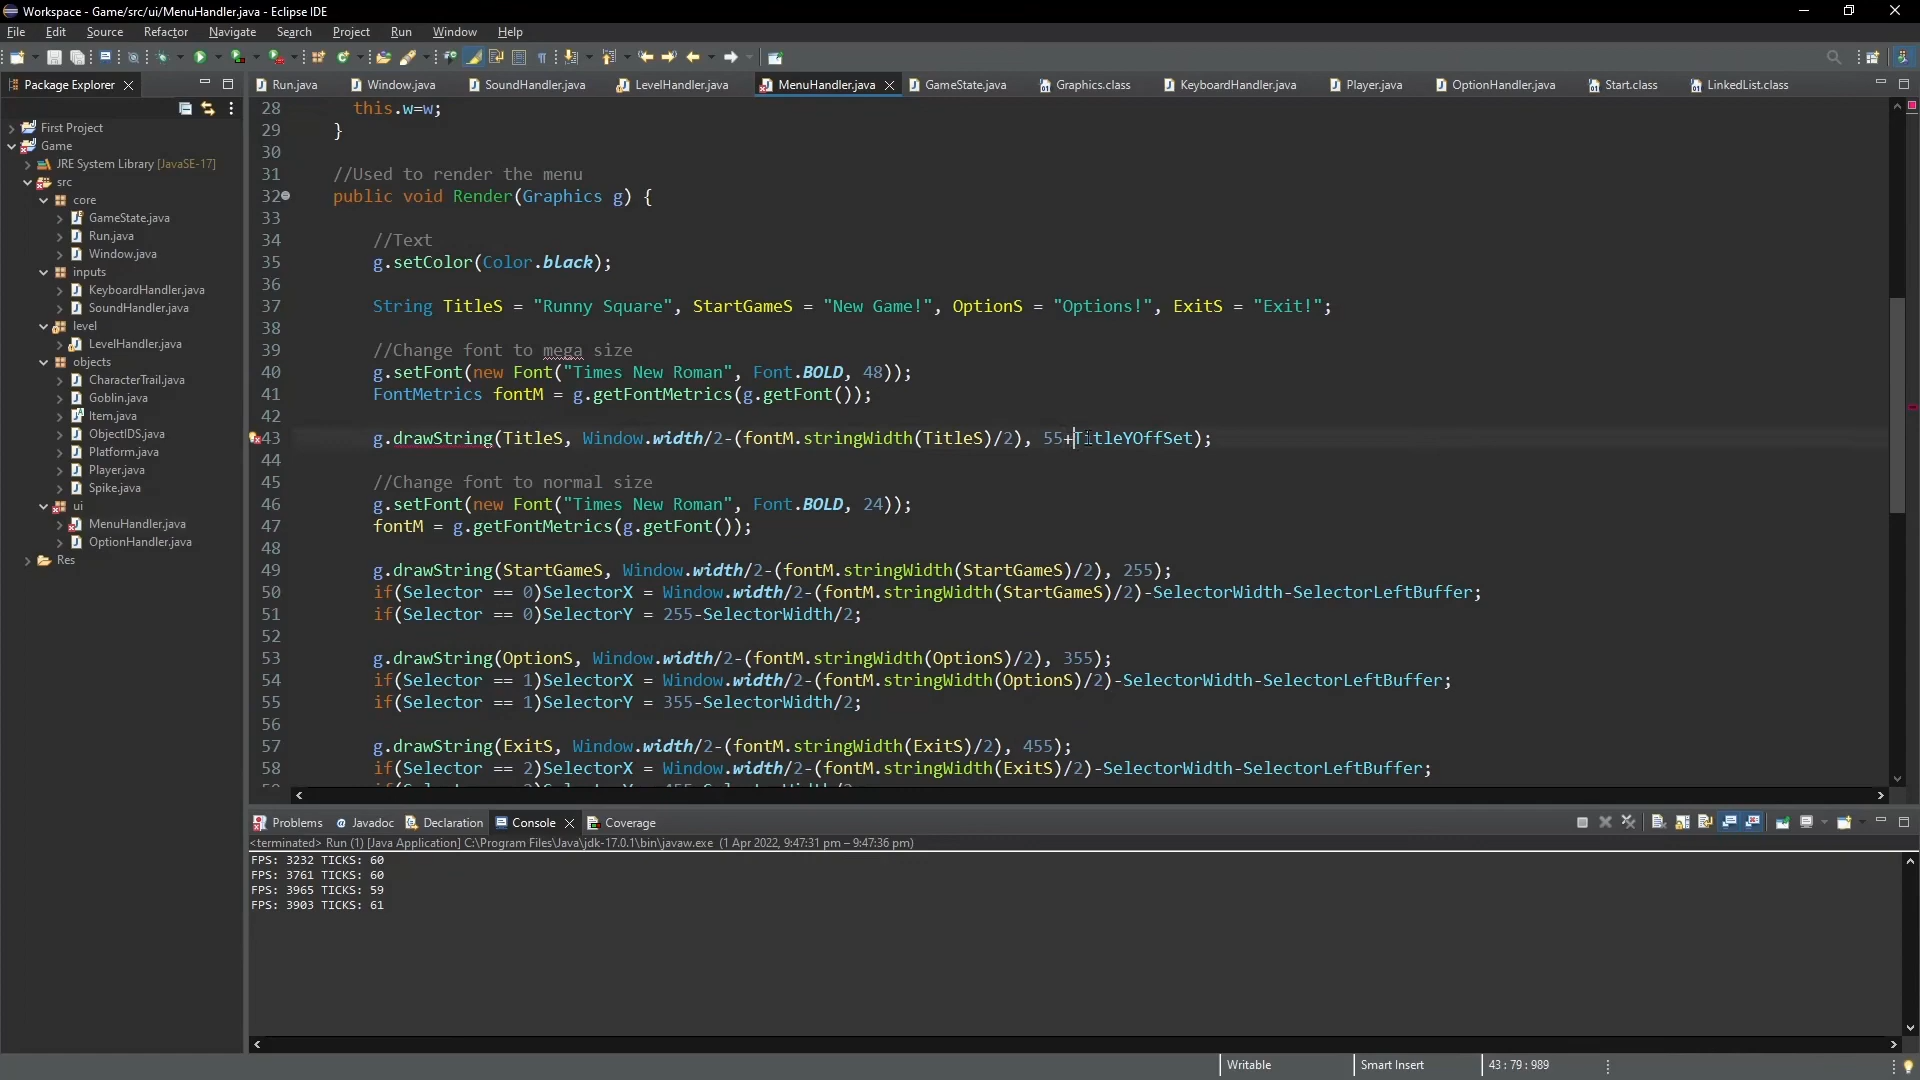 Workspace - Game/src/ui/MenuHandler.java - Eclipse IDE
File Edit Source Refactor Navigate Search Project Run Window Help
Package Explorer
Run.java Window.java SoundHandler.java LevelHandler.java MenuHandler.java GameState.java Graphics.class KeyboardHandler.java Player.java OptionHandler.java Start.class LinkedList.class
First Project
Game
JRE System Library [JavaSE-17]
src
core
GameState.java
Run.java
Window.java
inputs
KeyboardHandler.java
SoundHandler.java
level
LevelHandler.java
objects
CharacterTrail.java
Goblin.java
Item.java
ObjectIDS.java
Platform.java
Player.java
Spike.java
ui
MenuHandler.java
OptionHandler.java
Res
28 this.w=w;
29 }
30
31 //Used to render the menu
32 public void Render(Graphics g) {
33
34 //Text
35 g.setColor(Color.black);
36
37 String TitleS = "Runny Square", StartGameS = "New Game!", OptionS = "Options!", ExitS = "Exit!";
38
39 //Change font to mega size
40 g.setFont(new Font("Times New Roman", Font.BOLD, 48));
41 FontMetrics fontM = g.getFontMetrics(g.getFont());
42
43 g.drawString(TitleS, Window.width/2-(fontM.stringWidth(TitleS)/2), 55+TitleYOffSet);
44
45 //Change font to normal size
46 g.setFont(new Font("Times New Roman", Font.BOLD, 24));
47 fontM = g.getFontMetrics(g.getFont());
48
49 g.drawString(StartGameS, Window.width/2-(fontM.stringWidth(StartGameS)/2), 255);
50 if(Selector == 0)SelectorX = Window.width/2-(fontM.stringWidth(StartGameS)/2)-SelectorWidth-SelectorLeftBuffer;
51 if(Selector == 0)SelectorY = 255-SelectorWidth/2;
52
53 g.drawString(OptionS, Window.width/2-(fontM.stringWidth(OptionS)/2), 355);
54 if(Selector == 1)SelectorX = Window.width/2-(fontM.stringWidth(OptionS)/2)-SelectorWidth-SelectorLeftBuffer;
55 if(Selector == 1)SelectorY = 355-SelectorWidth/2;
56
57 g.drawString(ExitS, Window.width/2-(fontM.stringWidth(ExitS)/2), 455);
58 if(Selector == 2)SelectorX = Window.width/2-(fontM.stringWidth(ExitS)/2)-SelectorWidth-SelectorLeftBuffer;
Problems Javadoc Declaration Console Coverage
<terminated> Run (1) [Java Application] C:\Program Files\Java\jdk-17.0.1\bin\javaw.exe (1 Apr 2022, 9:47:31 pm – 9:47:36 pm)
FPS: 3232 TICKS: 60
FPS: 3761 TICKS: 60
FPS: 3965 TICKS: 59
FPS: 3903 TICKS: 61
Writable Smart Insert 43 : 79 : 989